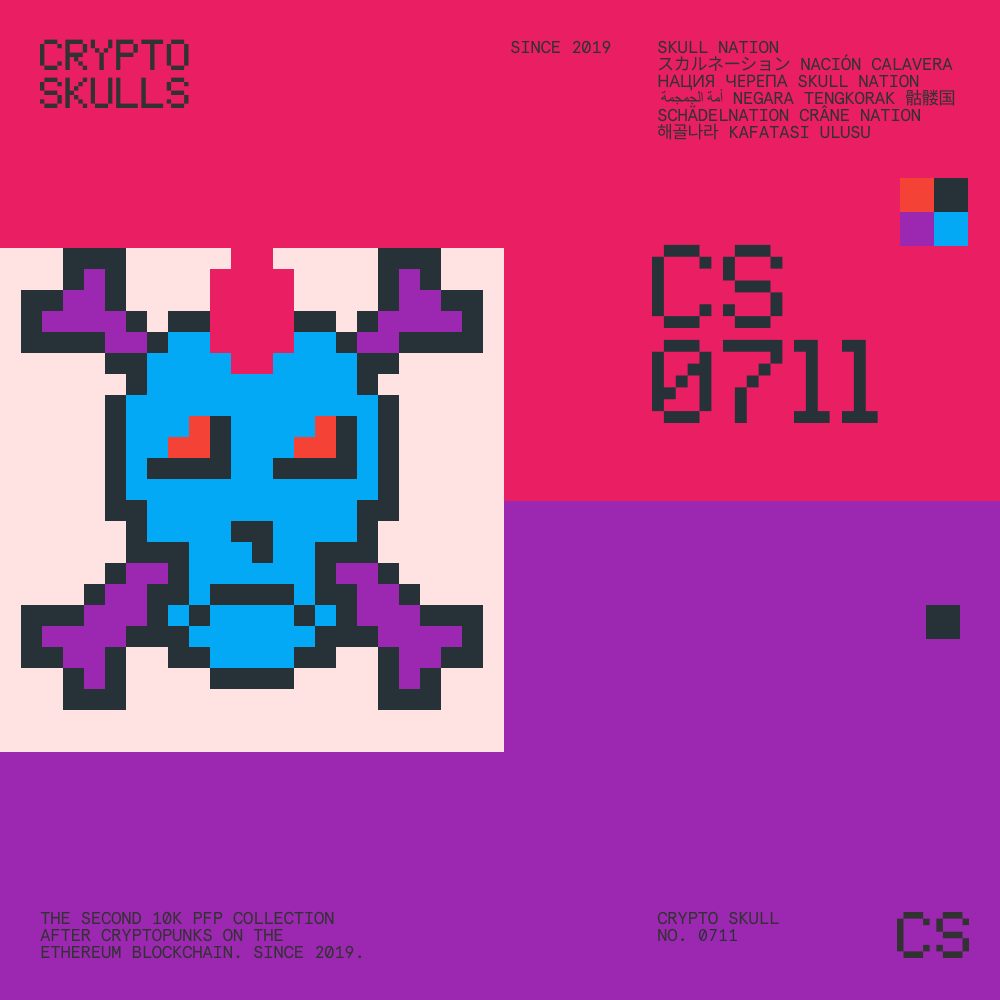 CRYPTO
SKULLS
SINCE 2019
SKULL NATION
スカルネーション NACIÓN CALAVERA
НАЦИЯ ЧЕРЕПА SKULL NATION
أمة الجمجمة NEGARA TENGKORAK 骷髅国
SCHÄDELNATION CRÂNE NATION
해골나라 KAFATASI ULUSU
CS
0711
THE SECOND 10K PFP COLLECTION
AFTER CRYPTOPUNKS ON THE
ETHEREUM BLOCKCHAIN. SINCE 2019.
CRYPTO SKULL
NO. 0711
CS